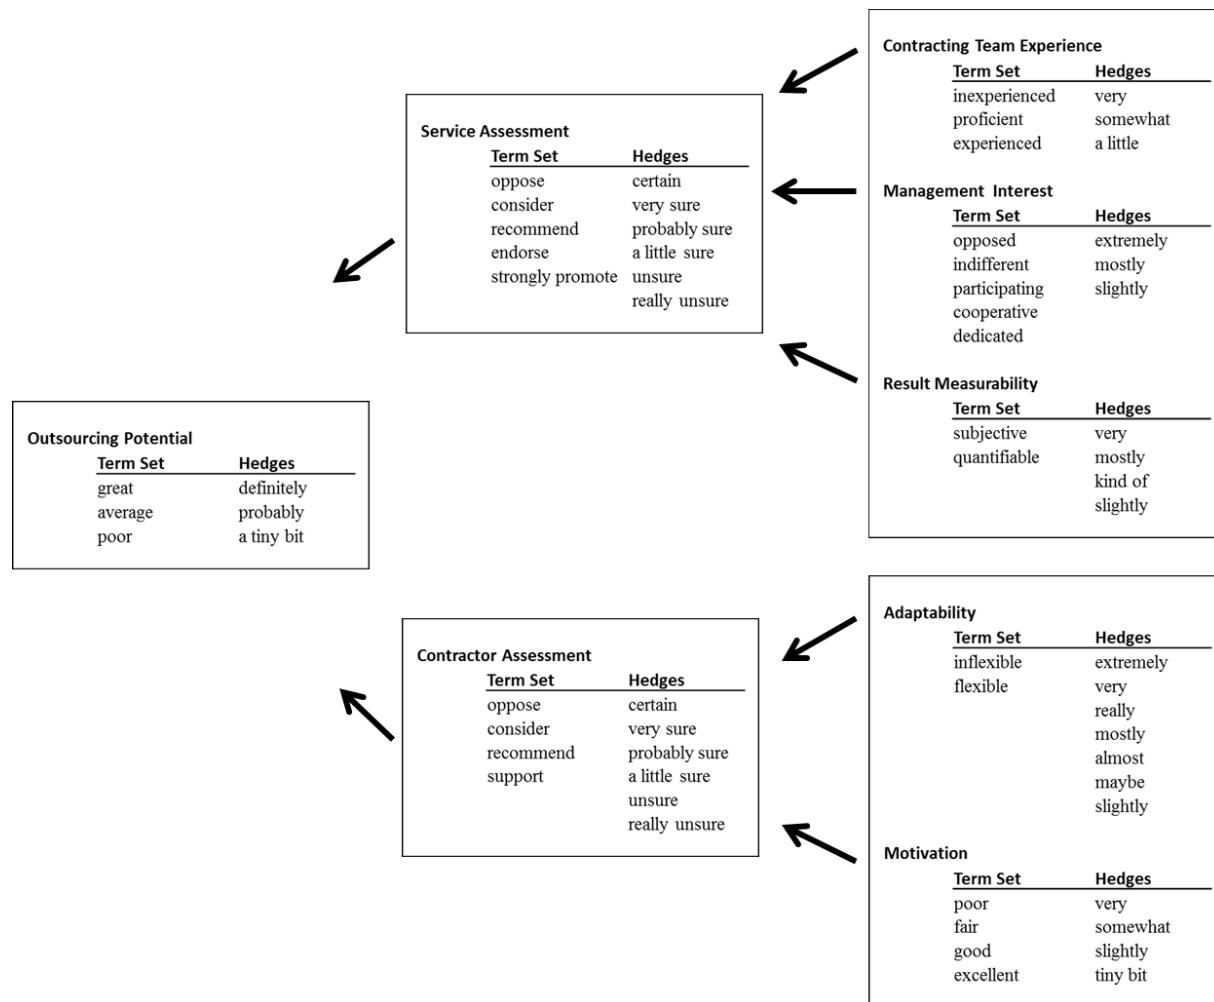 Contracting Team Experience
Term Set Hedges
inexperienced very
proficient somewhat
experienced a little
Management Interest
Term Set Hedges
opposed extremely
indifferent mostly
participating slightly
cooperative
dedicated
Result Measurability
Term Set Hedges
subjective very
quantifiable mostly
kind of
slightly
Service Assessment
Term Set Hedges
oppose certain
consider very sure
recommend probably sure
endorse a little sure
strongly promote unsure
really unsure
Outsourcing Potential
Term Set Hedges
great definitely
average probably
poor a tiny bit
Contractor Assessment
Term Set Hedges
oppose certain
consider very sure
recommend probably sure
support a little sure
unsure
really unsure
Adaptability
Term Set Hedges
inflexible extremely
flexible very
really
mostly
almost
maybe
slightly
Motivation
Term Set Hedges
poor very
fair somewhat
good slightly
excellent tiny bit